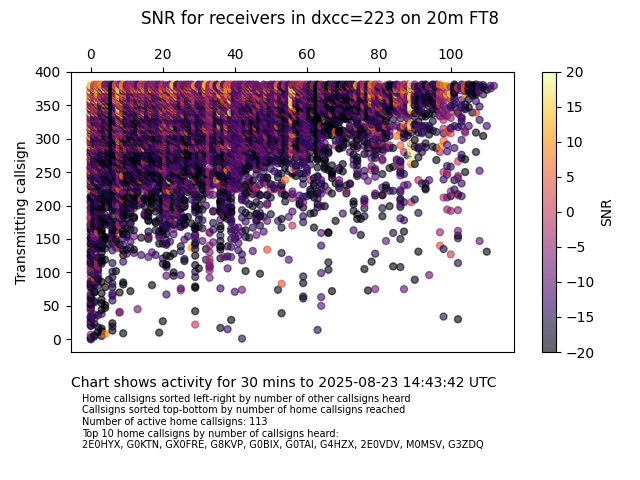 SNR for receivers in dxcc=223 on 20m FT8
0 20 40 60 80 100
400
350
300
250
200
150
100
50
0
Transmitting callsign
20
15
10
5
0
−5
−10
−15
−20
SNR
Chart shows activity for 30 mins to 2025-08-23 14:43:42 UTC
Home callsigns sorted left-right by number of other callsigns heard
Callsigns sorted top-bottom by number of home callsigns reached
Number of active home callsigns: 113
Top 10 home callsigns by number of callsigns heard:
2E0HYX, G0KTN, GX0FRE, G8KVP, G0BIX, G0TAI, G4HZX, 2E0VDV, M0MSV, G3ZDQ